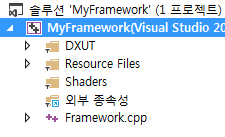 솔루션 'MyFramework' (1 프로젝트)
MyFramework(Visual Studio 20
DXUT
Resource Files
Shaders
외부 종속성
Framework.cpp